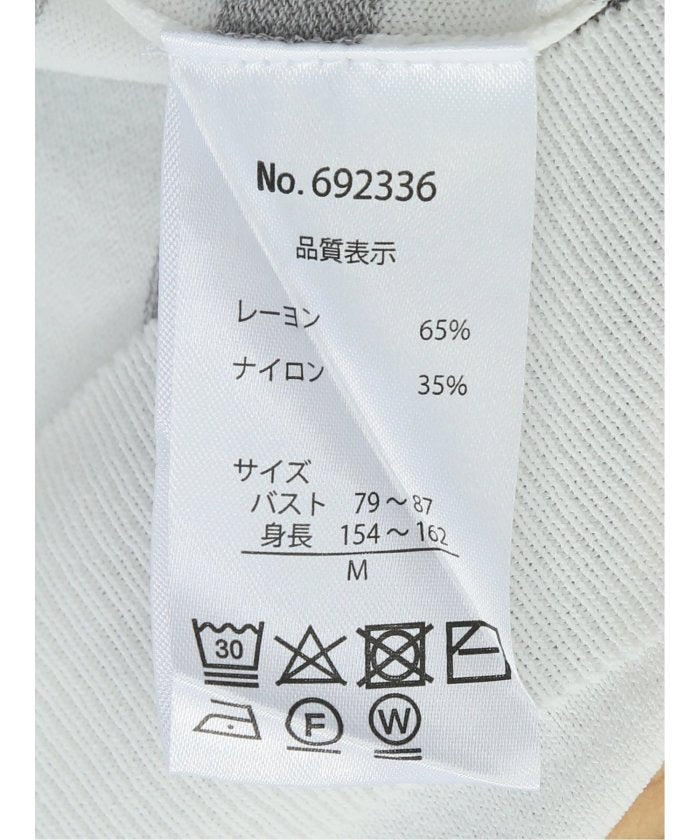 No. 692336
品質表示
レーヨン 65%
ナイロン 35%
サイズ
バスト 79～87
身長 154～162
M
30
F W